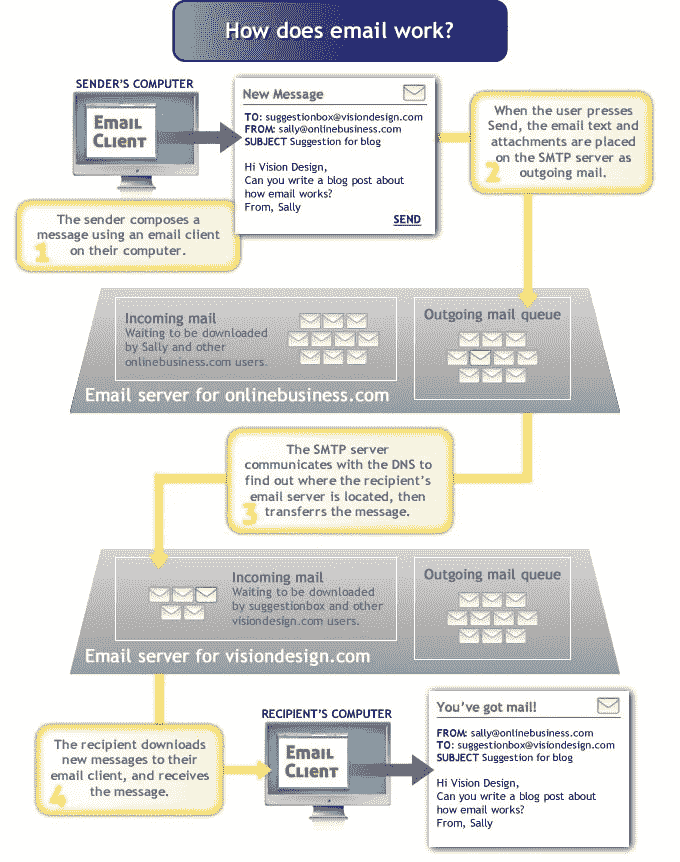 How does email work?
SENDER'S COMPUTER
Email
Client
New Message
TO: suggestionbox@visiondesign.com
FROM: sally@onlinebusiness.com
SUBJECT Suggestion for blog
Hi Vision Design,
Can you write a blog post about
how email works?
From, Sally
SEND
The sender composes a
message using an email client
on their computer.
1
When the user presses
Send, the email text and
attachments are placed
on the SMTP server as
outgoing mail.
2
Incoming mail
Waiting to be downloaded
by Sally and other
onlinebusiness.com users.
Outgoing mail queue
Email server for onlinebusiness.com
The SMTP server
communicates with the DNS to
find out where the recipient's
email server is located, then
transferrs the message.
3
Incoming mail
Waiting to be downloaded
by suggestionbox and other
visiondesign.com users.
Outgoing mail queue
Email server for visiondesign.com
The recipient downloads
new messages to their
email client, and receives
the message.
4
RECIPIENT'S COMPUTER
Email
Client
You've got mail!
FROM: sally@onlinebusiness.com
TO: suggestionbox@visiondesign.com
SUBJECT Suggestion for blog
Hi Vision Design,
Can you write a blog post about
how email works?
From, Sally